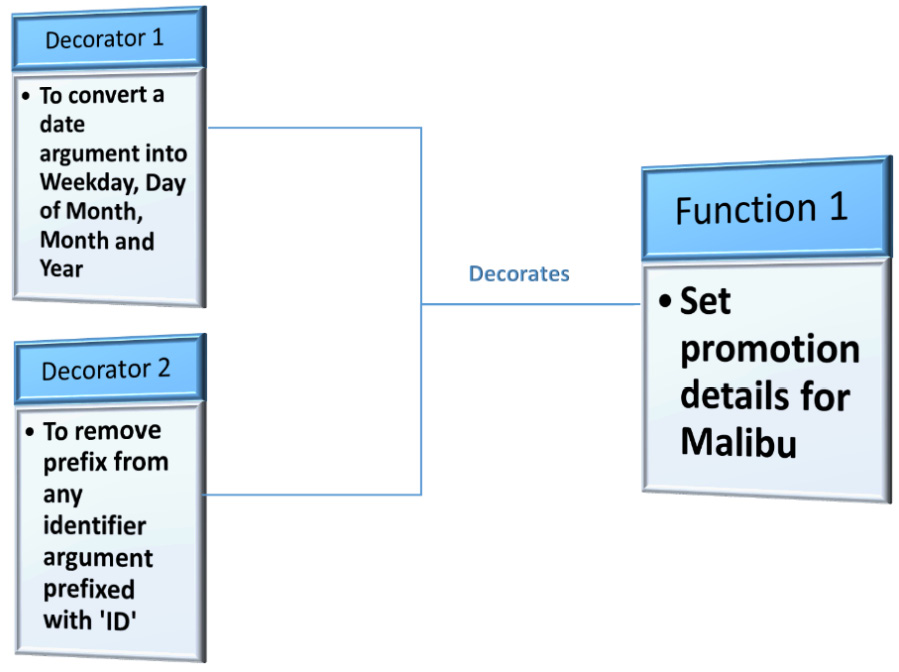 Decorator 1
• To convert a
date
argument into
Weekday, Day
of Month,
Month and
Year
Decorator 2
• To remove
prefix from
any
identifier
argument
prefixed
with 'ID'
Decorates
Function 1
• Set
promotion
details for
Malibu